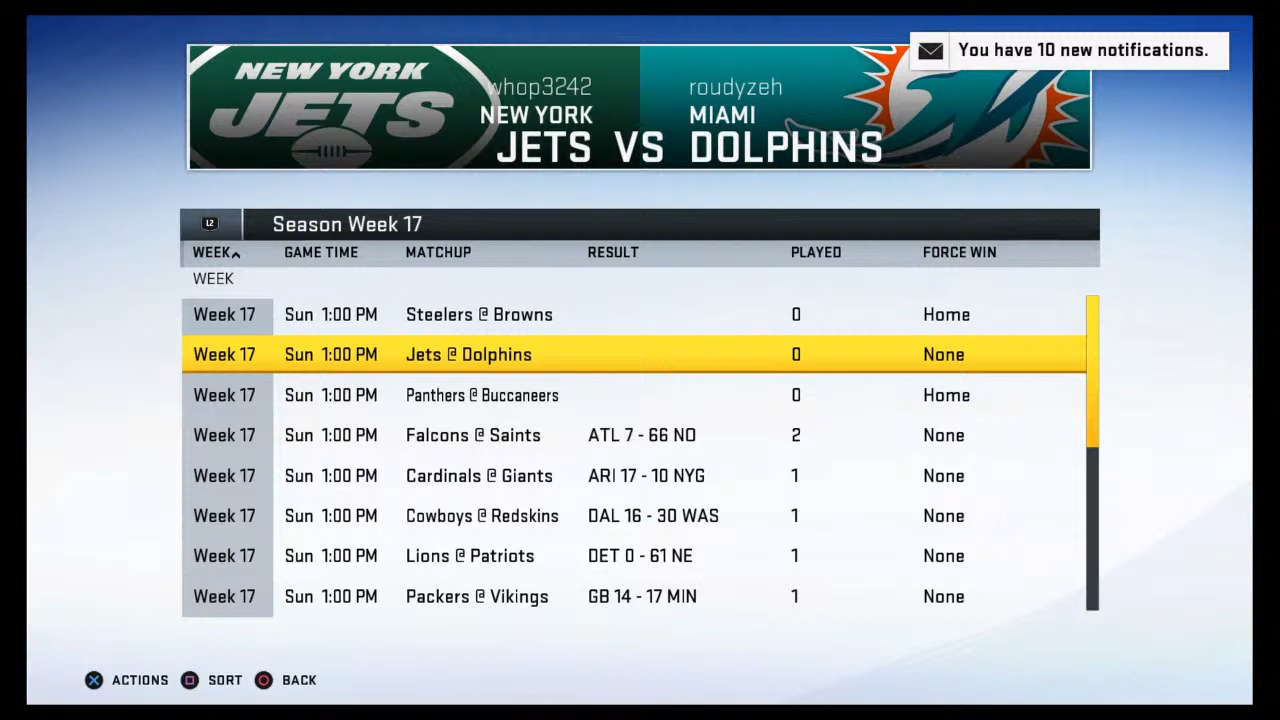 You have 10 new notifications.
NEW YORK
JETS
whop3242
NEW YORK
JETS VS DOLPHINS
roudyzeh
MIAMI
L2 Season Week 17
WEEK GAME TIME MATCHUP RESULT PLAYED FORCE WIN
WEEK
Week 17 Sun 1:00 PM Steelers @ Browns 0 Home
Week 17 Sun 1:00 PM Jets @ Dolphins 0 None
Week 17 Sun 1:00 PM Panthers @ Buccaneers 0 Home
Week 17 Sun 1:00 PM Falcons @ Saints ATL 7 - 66 NO 2 None
Week 17 Sun 1:00 PM Cardinals @ Giants ARI 17 - 10 NYG 1 None
Week 17 Sun 1:00 PM Cowboys @ Redskins DAL 16 - 30 WAS 1 None
Week 17 Sun 1:00 PM Lions @ Patriots DET 0 - 61 NE 1 None
Week 17 Sun 1:00 PM Packers @ Vikings GB 14 - 17 MIN 1 None
ACTIONS SORT BACK